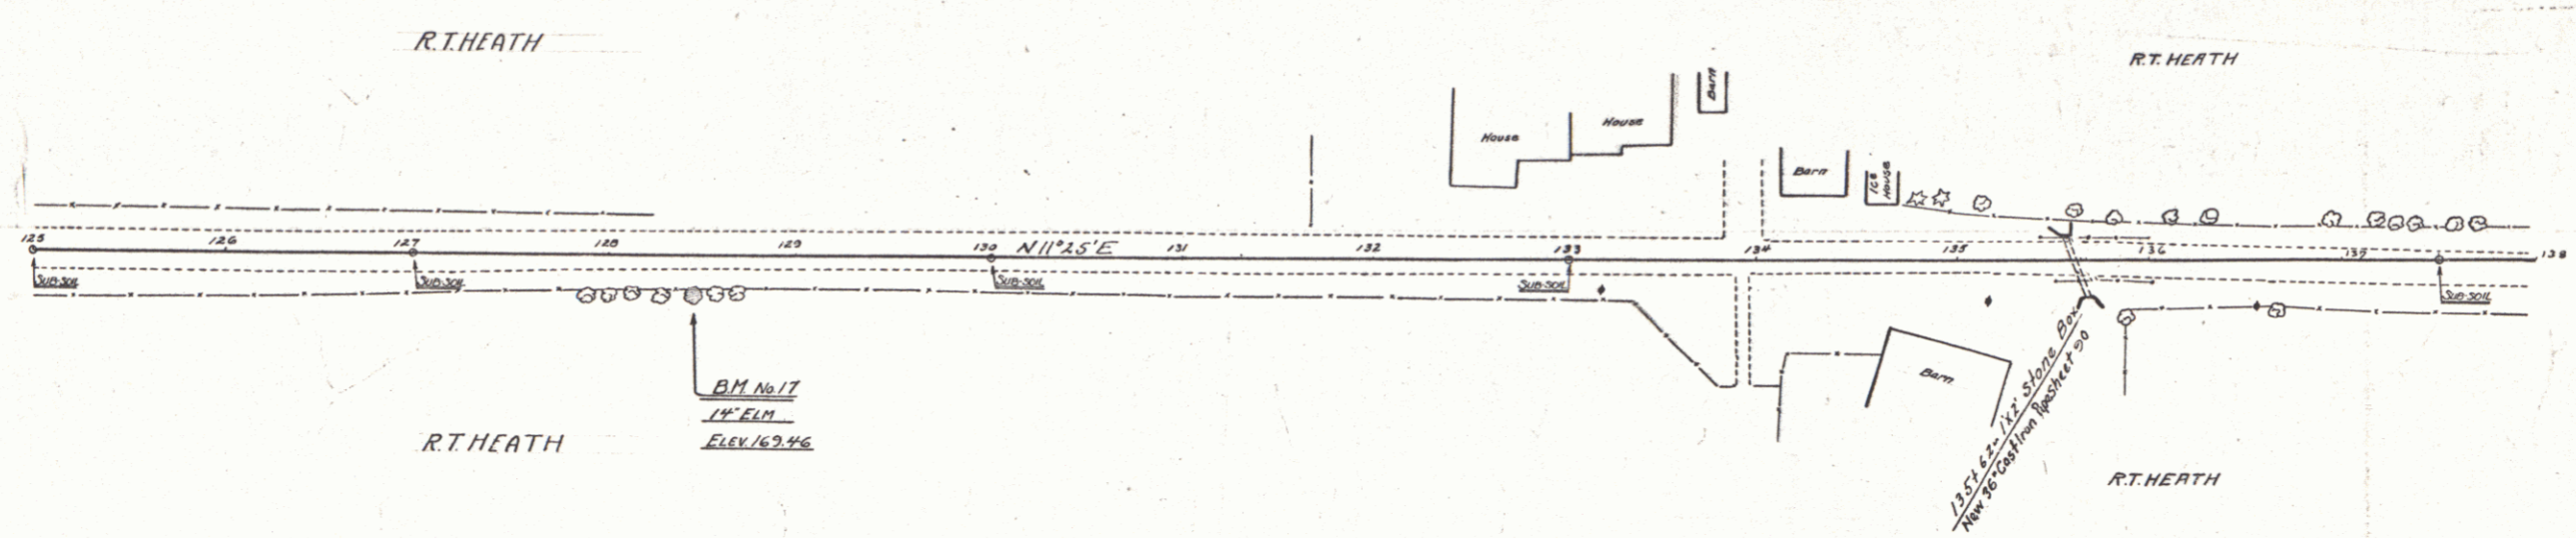 R.T. HEATH
R.T. HEATH
Barn
House
House
Barn
ICE HOUSE
125 126 127 128 129 130 N 11° 25' E 131 132 133 134 135 136 137 138
SUB-SOIL
SUB-SOIL
SUB-SOIL
SUB-SOIL
SUB-SOIL
Barn
B.M. No. 17
14" ELM
ELEV. 169.46
R.T. HEATH
135+62 - 1'X2' Stone Box
New 36" Cast Iron Pipe sheet 90
R.T. HEATH